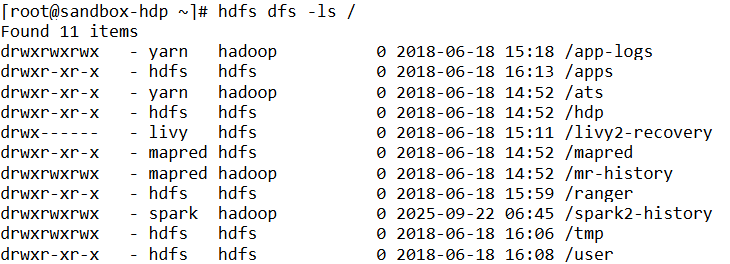 [root@sandbox-hdp ~]# hdfs dfs -ls /
Found 11 items
drwxrwxrwx   - yarn   hadoop          0 2018-06-18 15:18 /app-logs
drwxr-xr-x   - hdfs   hdfs            0 2018-06-18 16:13 /apps
drwxr-xr-x   - yarn   hadoop          0 2018-06-18 14:52 /ats
drwxr-xr-x   - hdfs   hdfs            0 2018-06-18 14:52 /hdp
drwx------   - livy   hdfs            0 2018-06-18 15:11 /livy2-recovery
drwxr-xr-x   - mapred hdfs            0 2018-06-18 14:52 /mapred
drwxrwxrwx   - mapred hadoop          0 2018-06-18 14:52 /mr-history
drwxr-xr-x   - hdfs   hdfs            0 2018-06-18 15:59 /ranger
drwxrwxrwx   - spark  hadoop          0 2025-09-22 06:45 /spark2-history
drwxrwxrwx   - hdfs   hdfs            0 2018-06-18 16:06 /tmp
drwxr-xr-x   - hdfs   hdfs            0 2018-06-18 16:08 /user